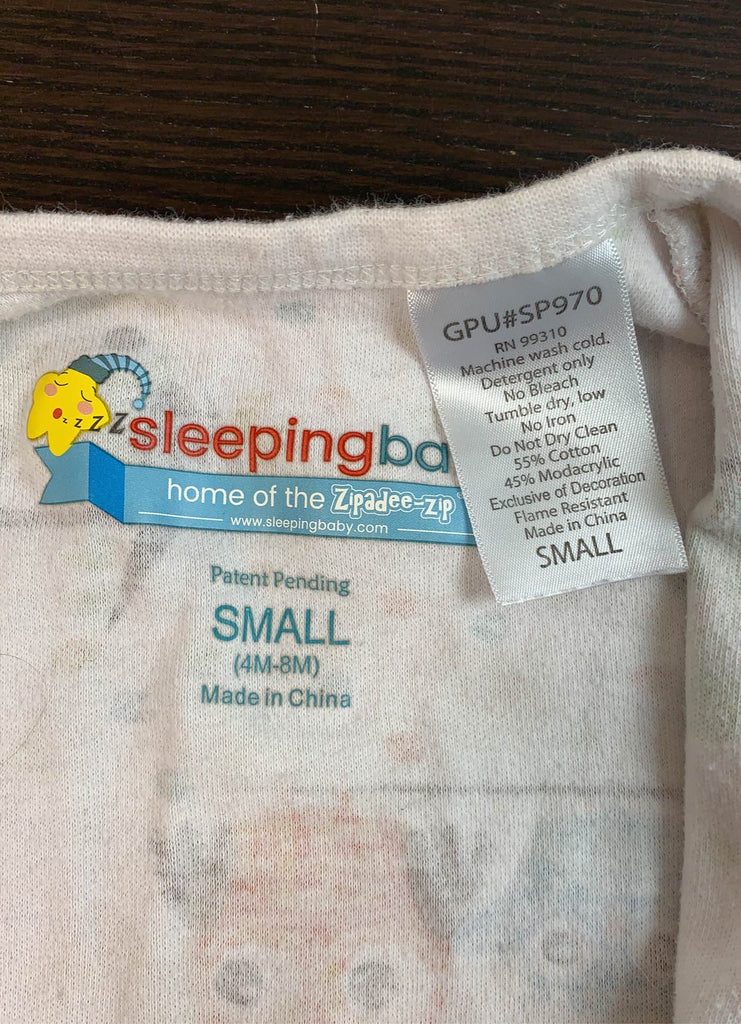 zzzZZ
sleepingba
home of the Zipadee-Zip
www.sleepingbaby.com
Patent Pending
SMALL
(4M-8M)
Made in China
GPU#SP970
RN 99310
Machine wash cold.
Detergent only
No Bleach
Tumble dry, low
No Iron
Do Not Dry Clean
55% Cotton
45% Modacrylic
Exclusive of Decoration
Flame Resistant
Made in China
SMALL